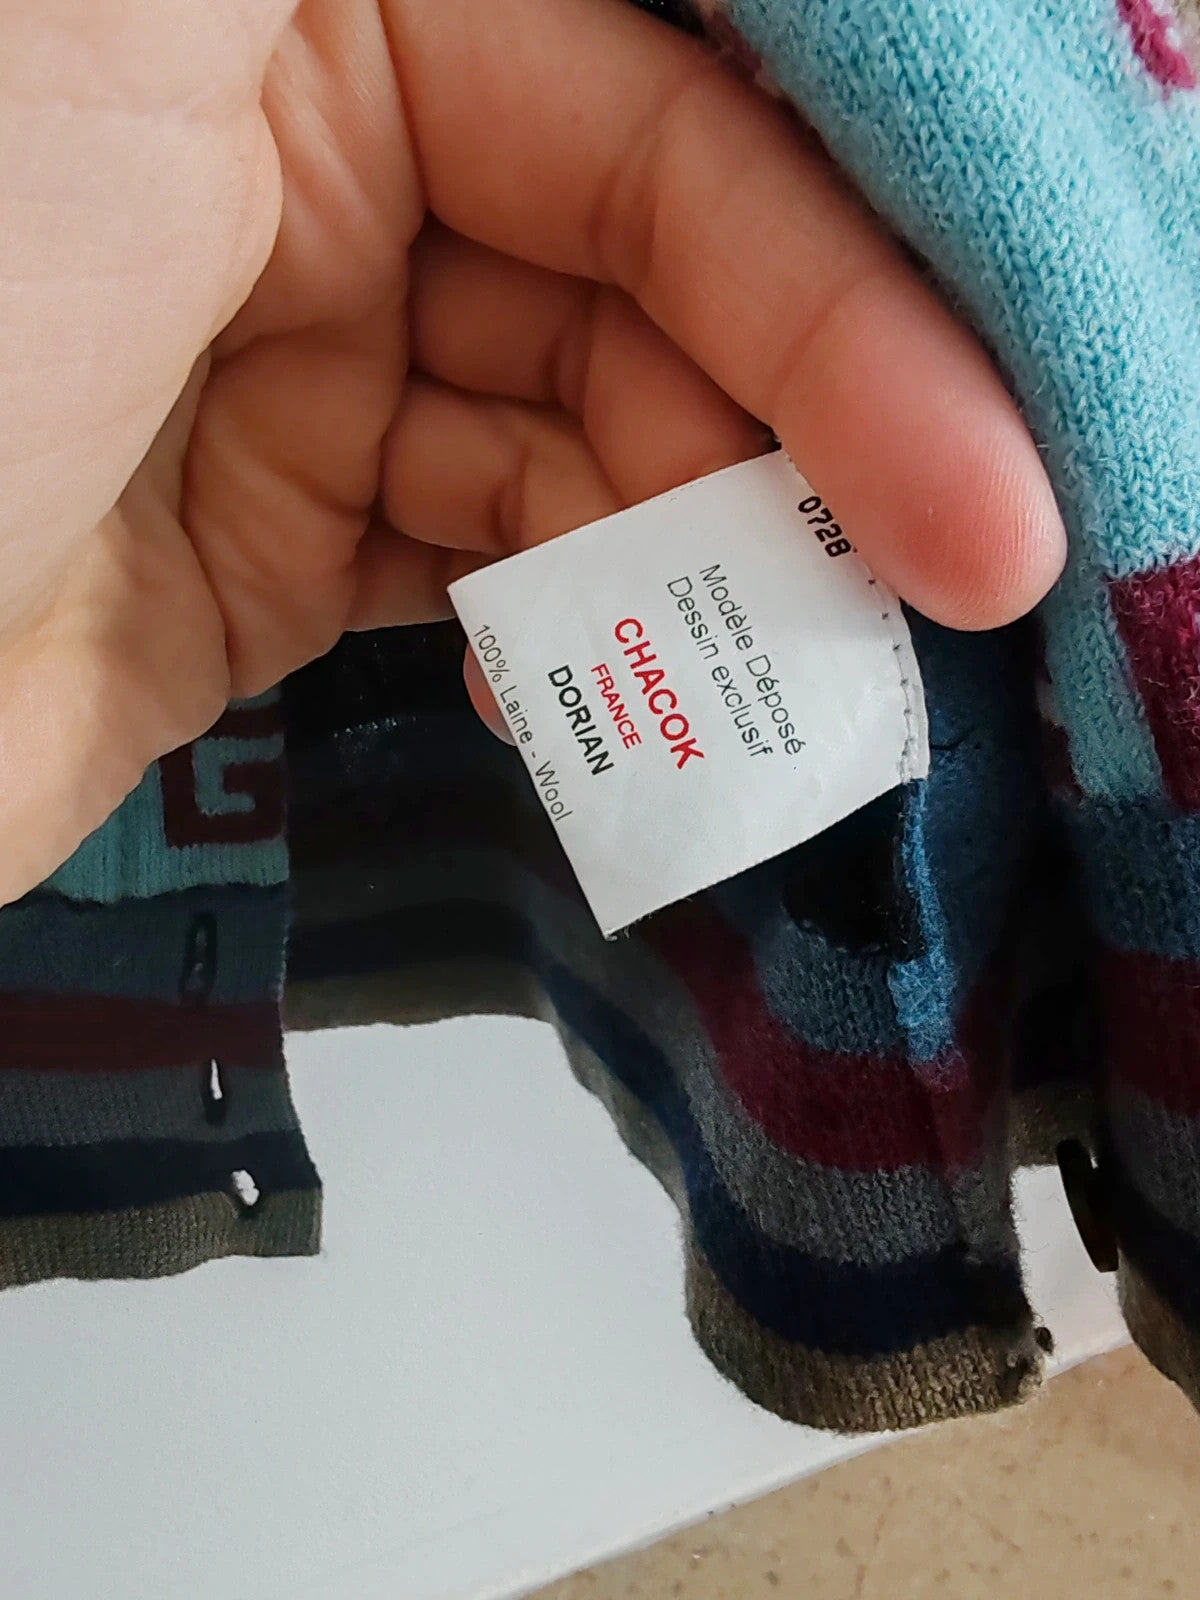 0728
Modèle Déposé
Dessin exclusif
CHACOK
FRANCE
DORIAN
100% Laine - Wool